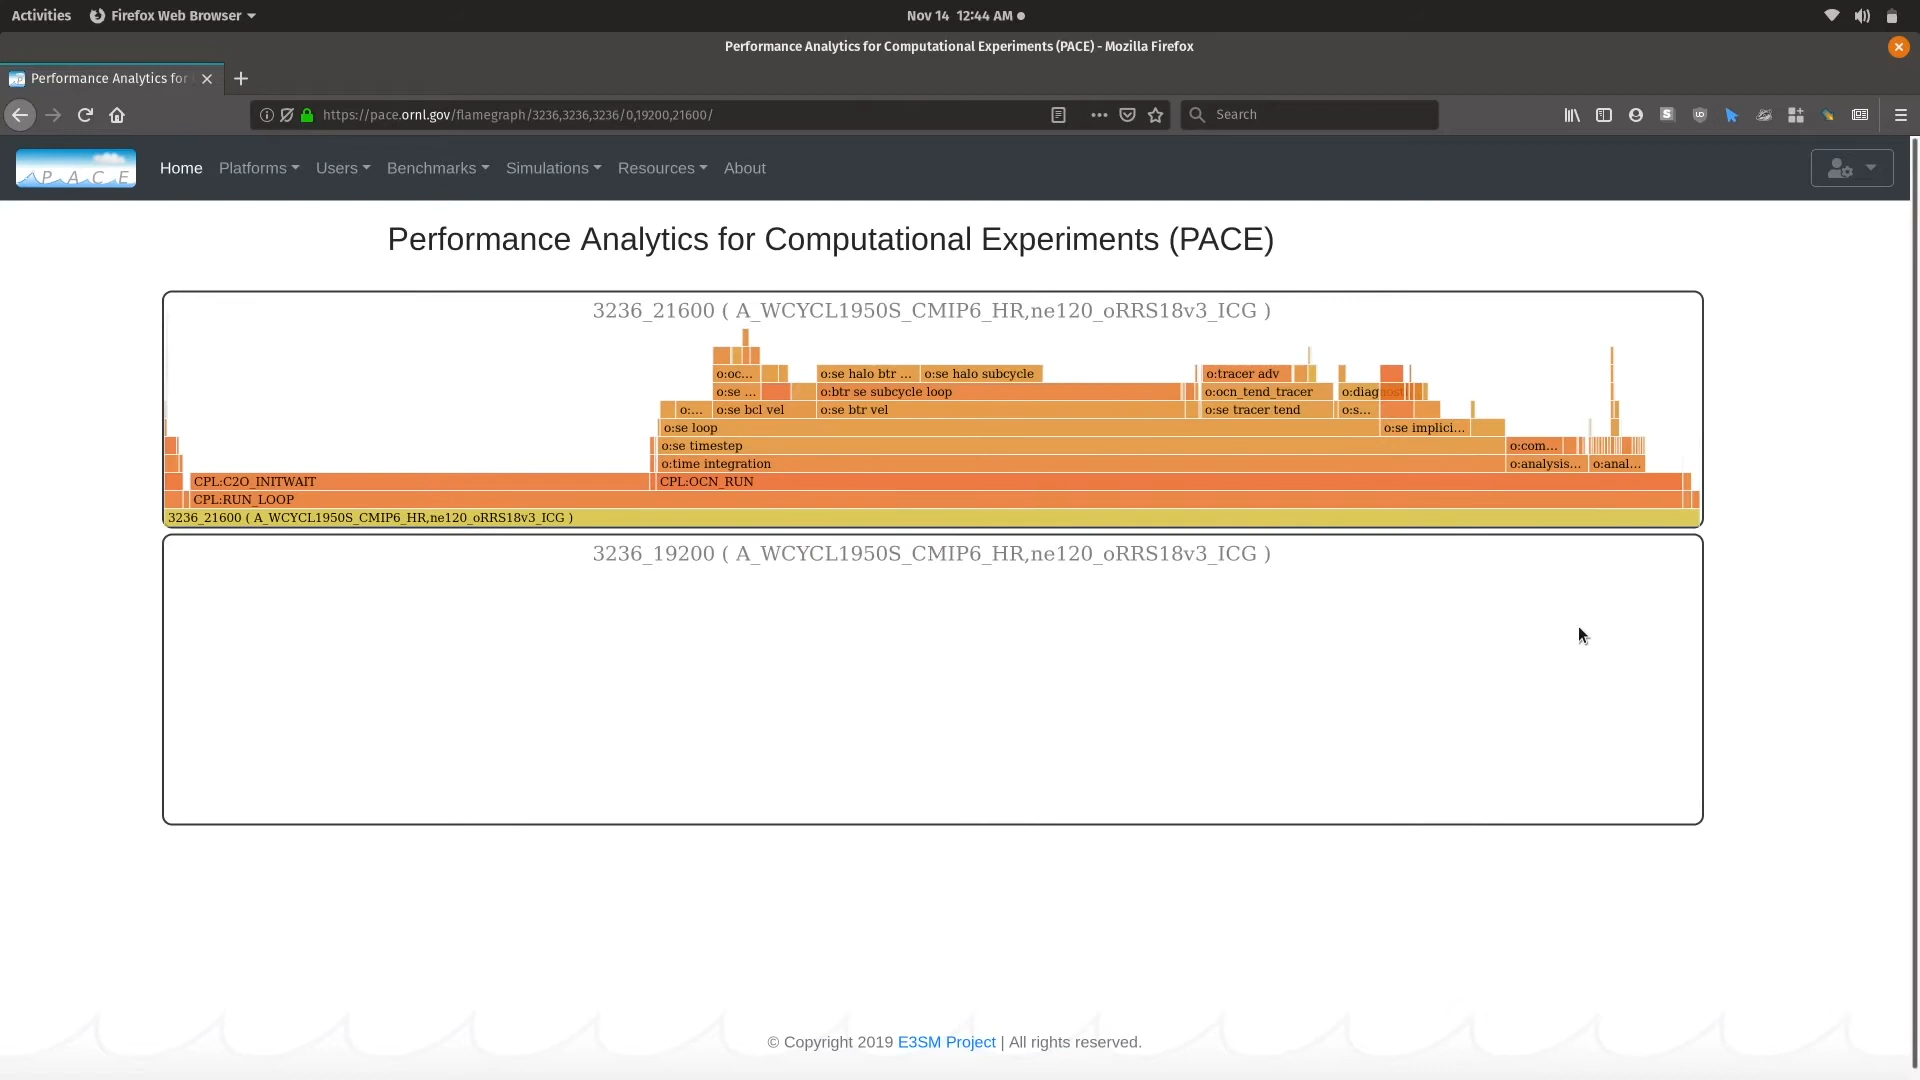 Activities Firefox Web Browser Nov 14 12:44 AM
Performance Analytics for Computational Experiments (PACE) - Mozilla Firefox
Performance Analytics for
https://pace.ornl.gov/flamegraph/3236,3236,3236/0,19200,21600/ Search
PACE Home Platforms Users Benchmarks Simulations Resources About
Performance Analytics for Computational Experiments (PACE)
3236_21600 ( A_WCYCL1950S_CMIP6_HR,ne120_oRRS18v3_ICG )
o:oc... o:se halo btr ... o:se halo subcycle o:tracer adv
o:se ... o:btr se subcycle loop o:ocn_tend_tracer o:diagnost
o:... o:se bcl vel o:se btr vel o:se tracer tend o:s...
o:se loop o:se implici...
o:se timestep o:com...
o:time integration o:analysis... o:anal...
CPL:C2O_INITWAIT CPL:OCN_RUN
CPL:RUN_LOOP
3236_21600 ( A_WCYCL1950S_CMIP6_HR,ne120_oRRS18v3_ICG )
3236_19200 ( A_WCYCL1950S_CMIP6_HR,ne120_oRRS18v3_ICG )
© Copyright 2019 E3SM Project | All rights reserved.